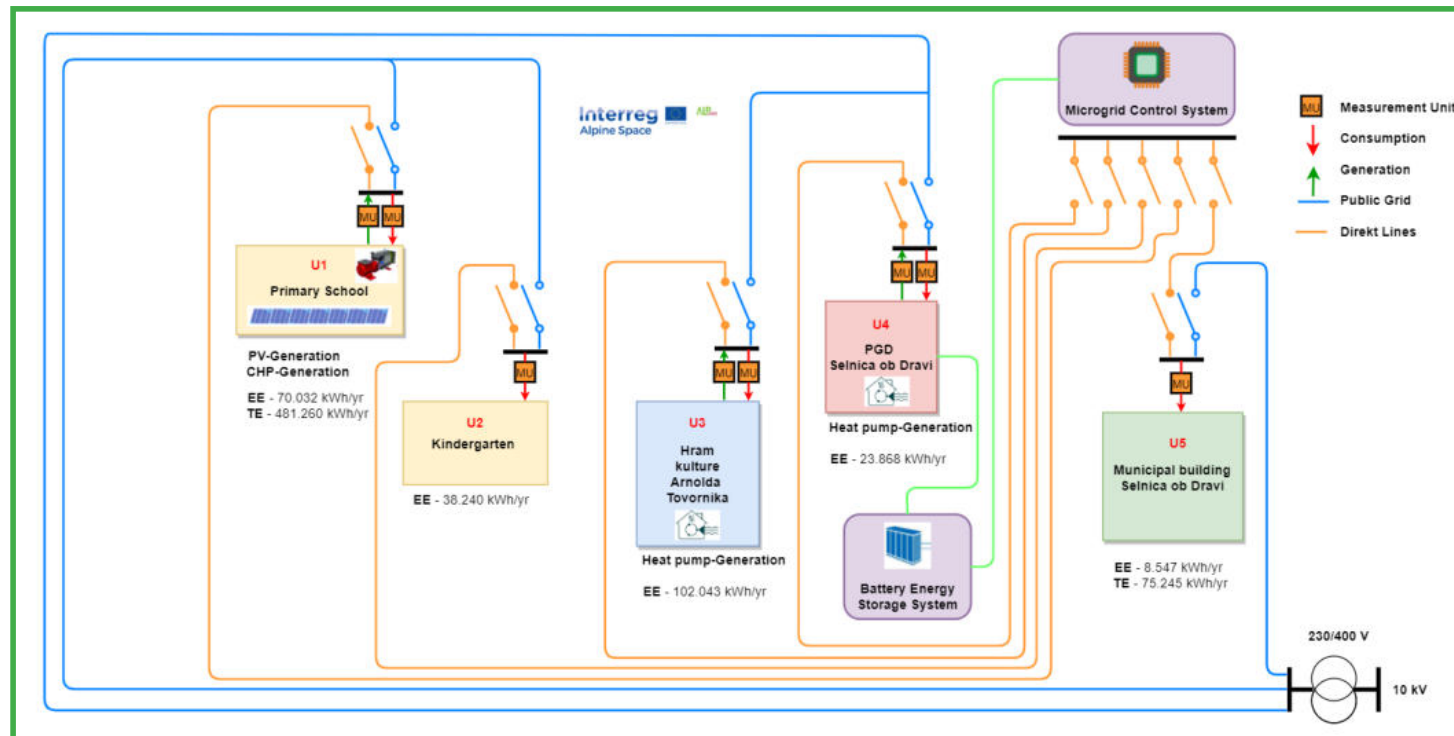 Interreg
Alpine Space
Microgrid Control System
MU
Measurement Unit
Consumption
Generation
Public Grid
Direkt Lines
MU
MU
U1
Primary School
PV-Generation
CHP-Generation
EE - 70.032 kWh/yr
TE - 481.260 kWh/yr
MU
U2
Kindergarten
EE - 38.240 kWh/yr
MU
MU
U3
Hram
kulture
Arnolda
Tovornika
Heat pump-Generation
EE - 102.043 kWh/yr
MU
MU
U4
PGD
Selnica ob Dravi
Heat pump-Generation
EE - 23.868 kWh/yr
Battery Energy
Storage System
MU
U5
Municipal building
Selnica ob Dravi
EE - 8.547 kWh/yr
TE - 75.245 kWh/yr
230/400 V
10 kV